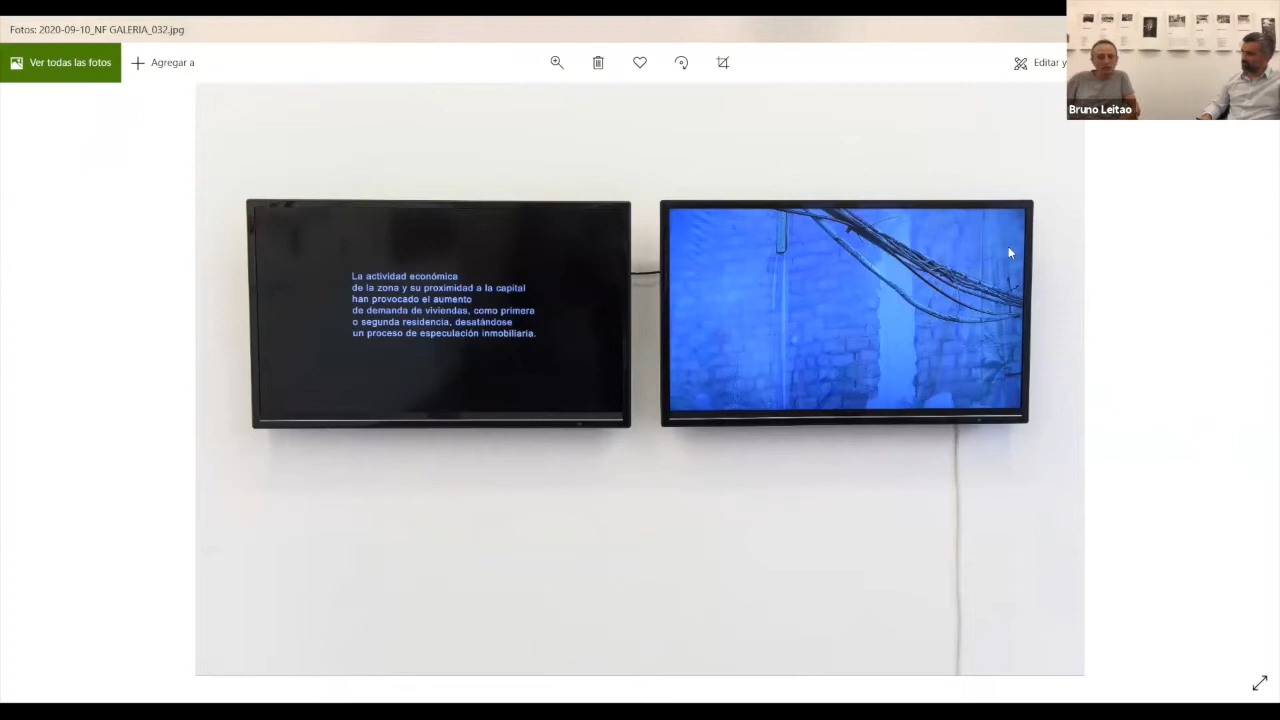 Fotos: 2020-09-10_NF GALERIA_032.jpg
Ver todas las fotos
Agregar a
Editar y
Bruno Leitao
La actividad económica
de la zona y su proximidad a la capital
han provocado el aumento
de demanda de viviendas, como primera
o segunda residencia, desatándose
un proceso de especulación inmobiliaria.